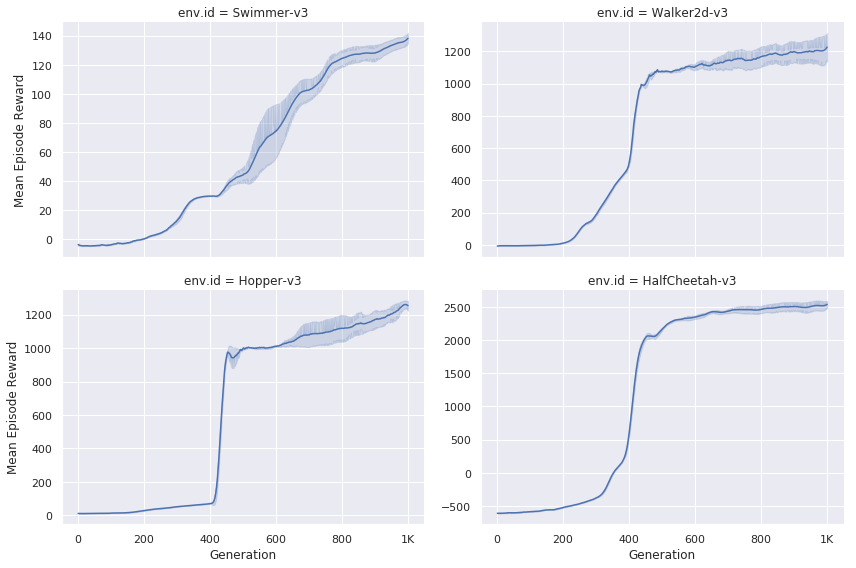 env.id = Swimmer-v3
140
120
100
80
60
40
20
0
Mean Episode Reward
env.id = Walker2d-v3
1200
1000
800
600
400
200
0
env.id = Hopper-v3
1200
1000
800
600
400
200
0
Mean Episode Reward
0 200 400 600 800 1K
Generation
env.id = HalfCheetah-v3
2500
2000
1500
1000
500
0
−500
0 200 400 600 800 1K
Generation